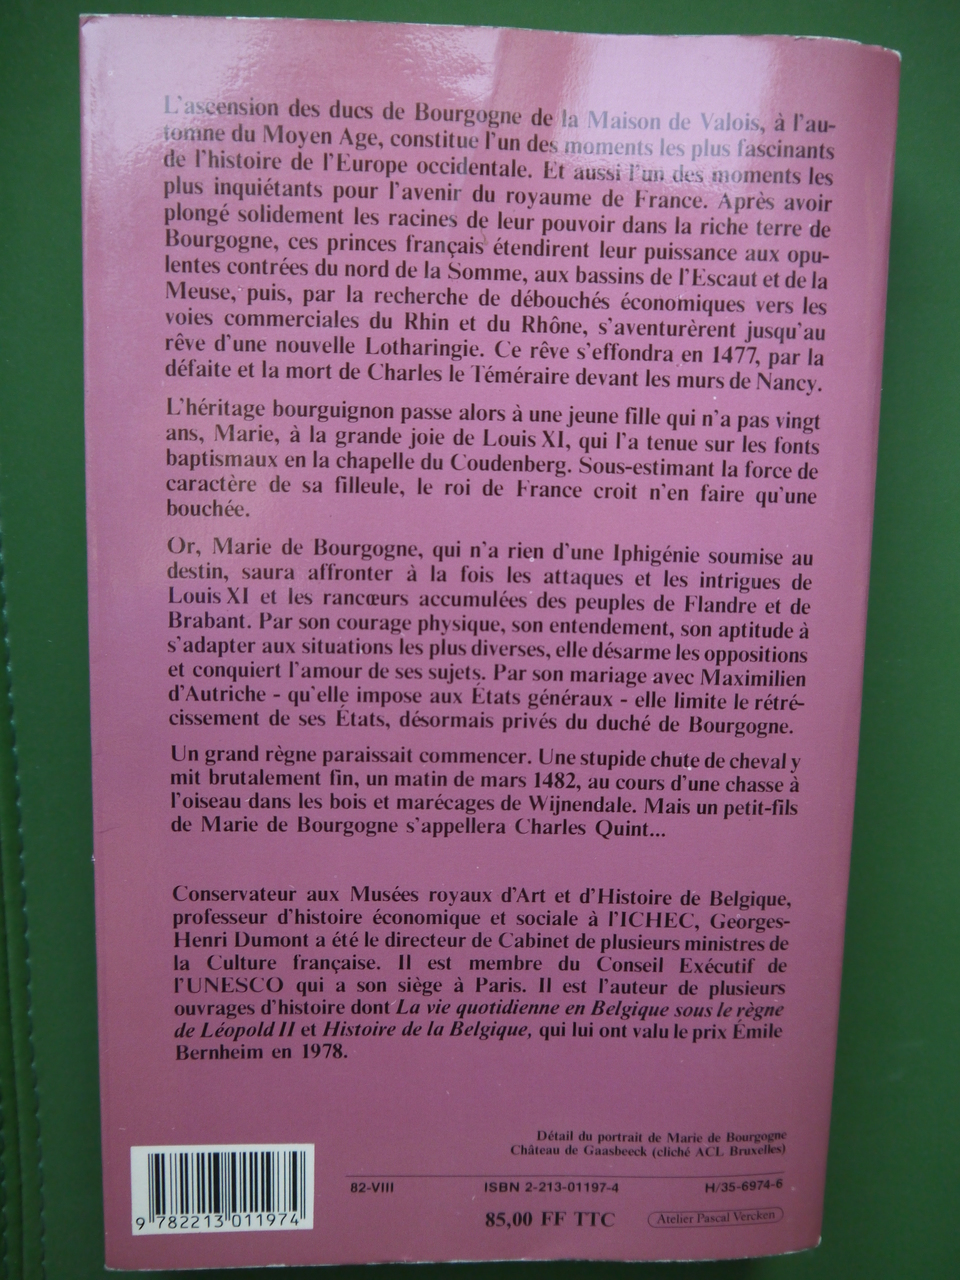 L'ascension des ducs de Bourgogne de la Maison de Valois, à l'au-
tomne du Moyen Age, constitue l'un des moments les plus fascinants
de l'histoire de l'Europe occidentale. Et aussi l'un des moments les
plus inquiétants pour l'avenir du royaume de France. Après avoir
plongé solidement les racines de leur pouvoir dans la riche terre de
Bourgogne, ces princes français étendirent leur puissance aux opu-
lentes contrées du nord de la Somme, aux bassins de l'Escaut et de la
Meuse, puis, par la recherche de débouchés économiques vers les
voies commerciales du Rhin et du Rhône, s'aventurèrent jusqu'au
rêve d'une nouvelle Lotharingie. Ce rêve s'effondra en 1477, par la
défaite et la mort de Charles le Téméraire devant les murs de Nancy.
L'héritage bourguignon passe alors à une jeune fille qui n'a pas vingt
ans, Marie, à la grande joie de Louis XI, qui l'a tenue sur les fonts
baptismaux en la chapelle du Coudenberg. Sous-estimant la force de
caractère de sa filleule, le roi de France croit n'en faire qu'une
bouchée.
Or, Marie de Bourgogne, qui n'a rien d'une Iphigénie soumise au
destin, saura affronter à la fois les attaques et les intrigues de
Louis XI et les rancœurs accumulées des peuples de Flandre et de
Brabant. Par son courage physique, son entendement, son aptitude à
s'adapter aux situations les plus diverses, elle désarme les oppositions
et conquiert l'amour de ses sujets. Par son mariage avec Maximilien
d'Autriche - qu'elle impose aux États généraux - elle limite le rétré-
cissement de ses États, désormais privés du duché de Bourgogne.
Un grand règne paraissait commencer. Une stupide chute de cheval y
mit brutalement fin, un matin de mars 1482, au cours d'une chasse à
l'oiseau dans les bois et marécages de Wijnendale. Mais un petit-fils
de Marie de Bourgogne s'appellera Charles Quint...
Conservateur aux Musées royaux d'Art et d'Histoire de Belgique,
professeur d'histoire économique et sociale à l'ICHEC, Georges-
Henri Dumont a été le directeur de Cabinet de plusieurs ministres de
la Culture française. Il est membre du Conseil Exécutif de
l'UNESCO qui a son siège à Paris. Il est l'auteur de plusieurs
ouvrages d'histoire dont La vie quotidienne en Belgique sous le règne
de Léopold II et Histoire de la Belgique, qui lui ont valu le prix Émile
Bernheim en 1978.
Détail du portrait de Marie de Bourgogne
Château de Gaasbeeck (cliché ACL Bruxelles)
82-VIII ISBN 2-213-01197-4 H/35-6974-6
85,00 FF TTC Atelier Pascal Vercken
9 782213 011974